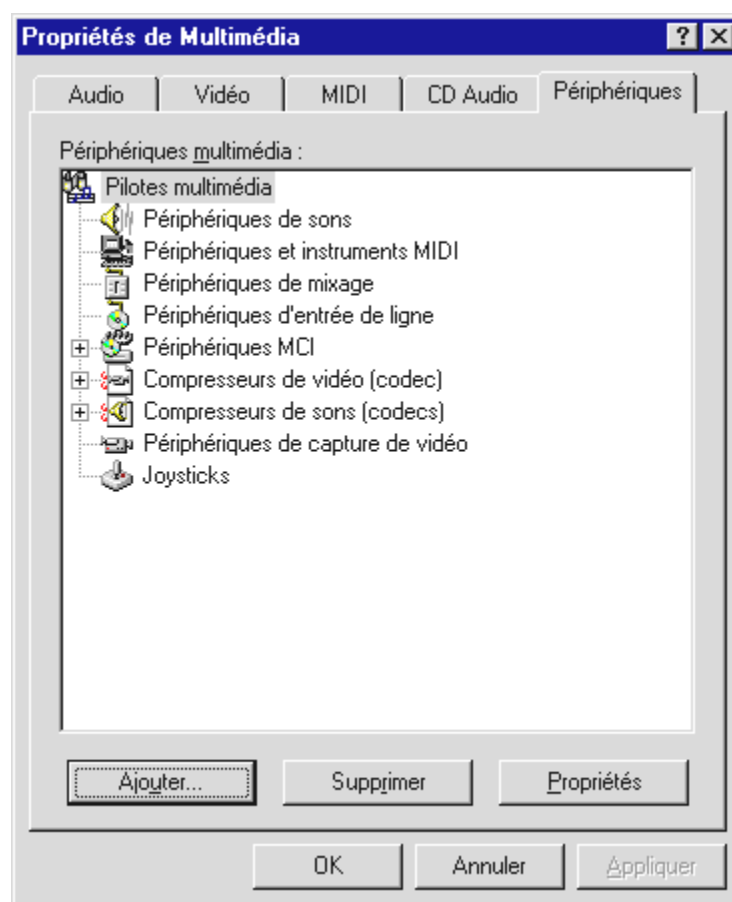 Propriétés de Multimédia
Audio Vidéo MIDI CD Audio Périphériques
Périphériques multimédia :
Pilotes multimédia
Périphériques de sons
Périphériques et instruments MIDI
Périphériques de mixage
Périphériques d'entrée de ligne
Périphériques MCI
Compresseurs de vidéo (codec)
Compresseurs de sons (codecs)
Périphériques de capture de vidéo
Joysticks
Ajouter... Supprimer Propriétés
OK Annuler Appliquer